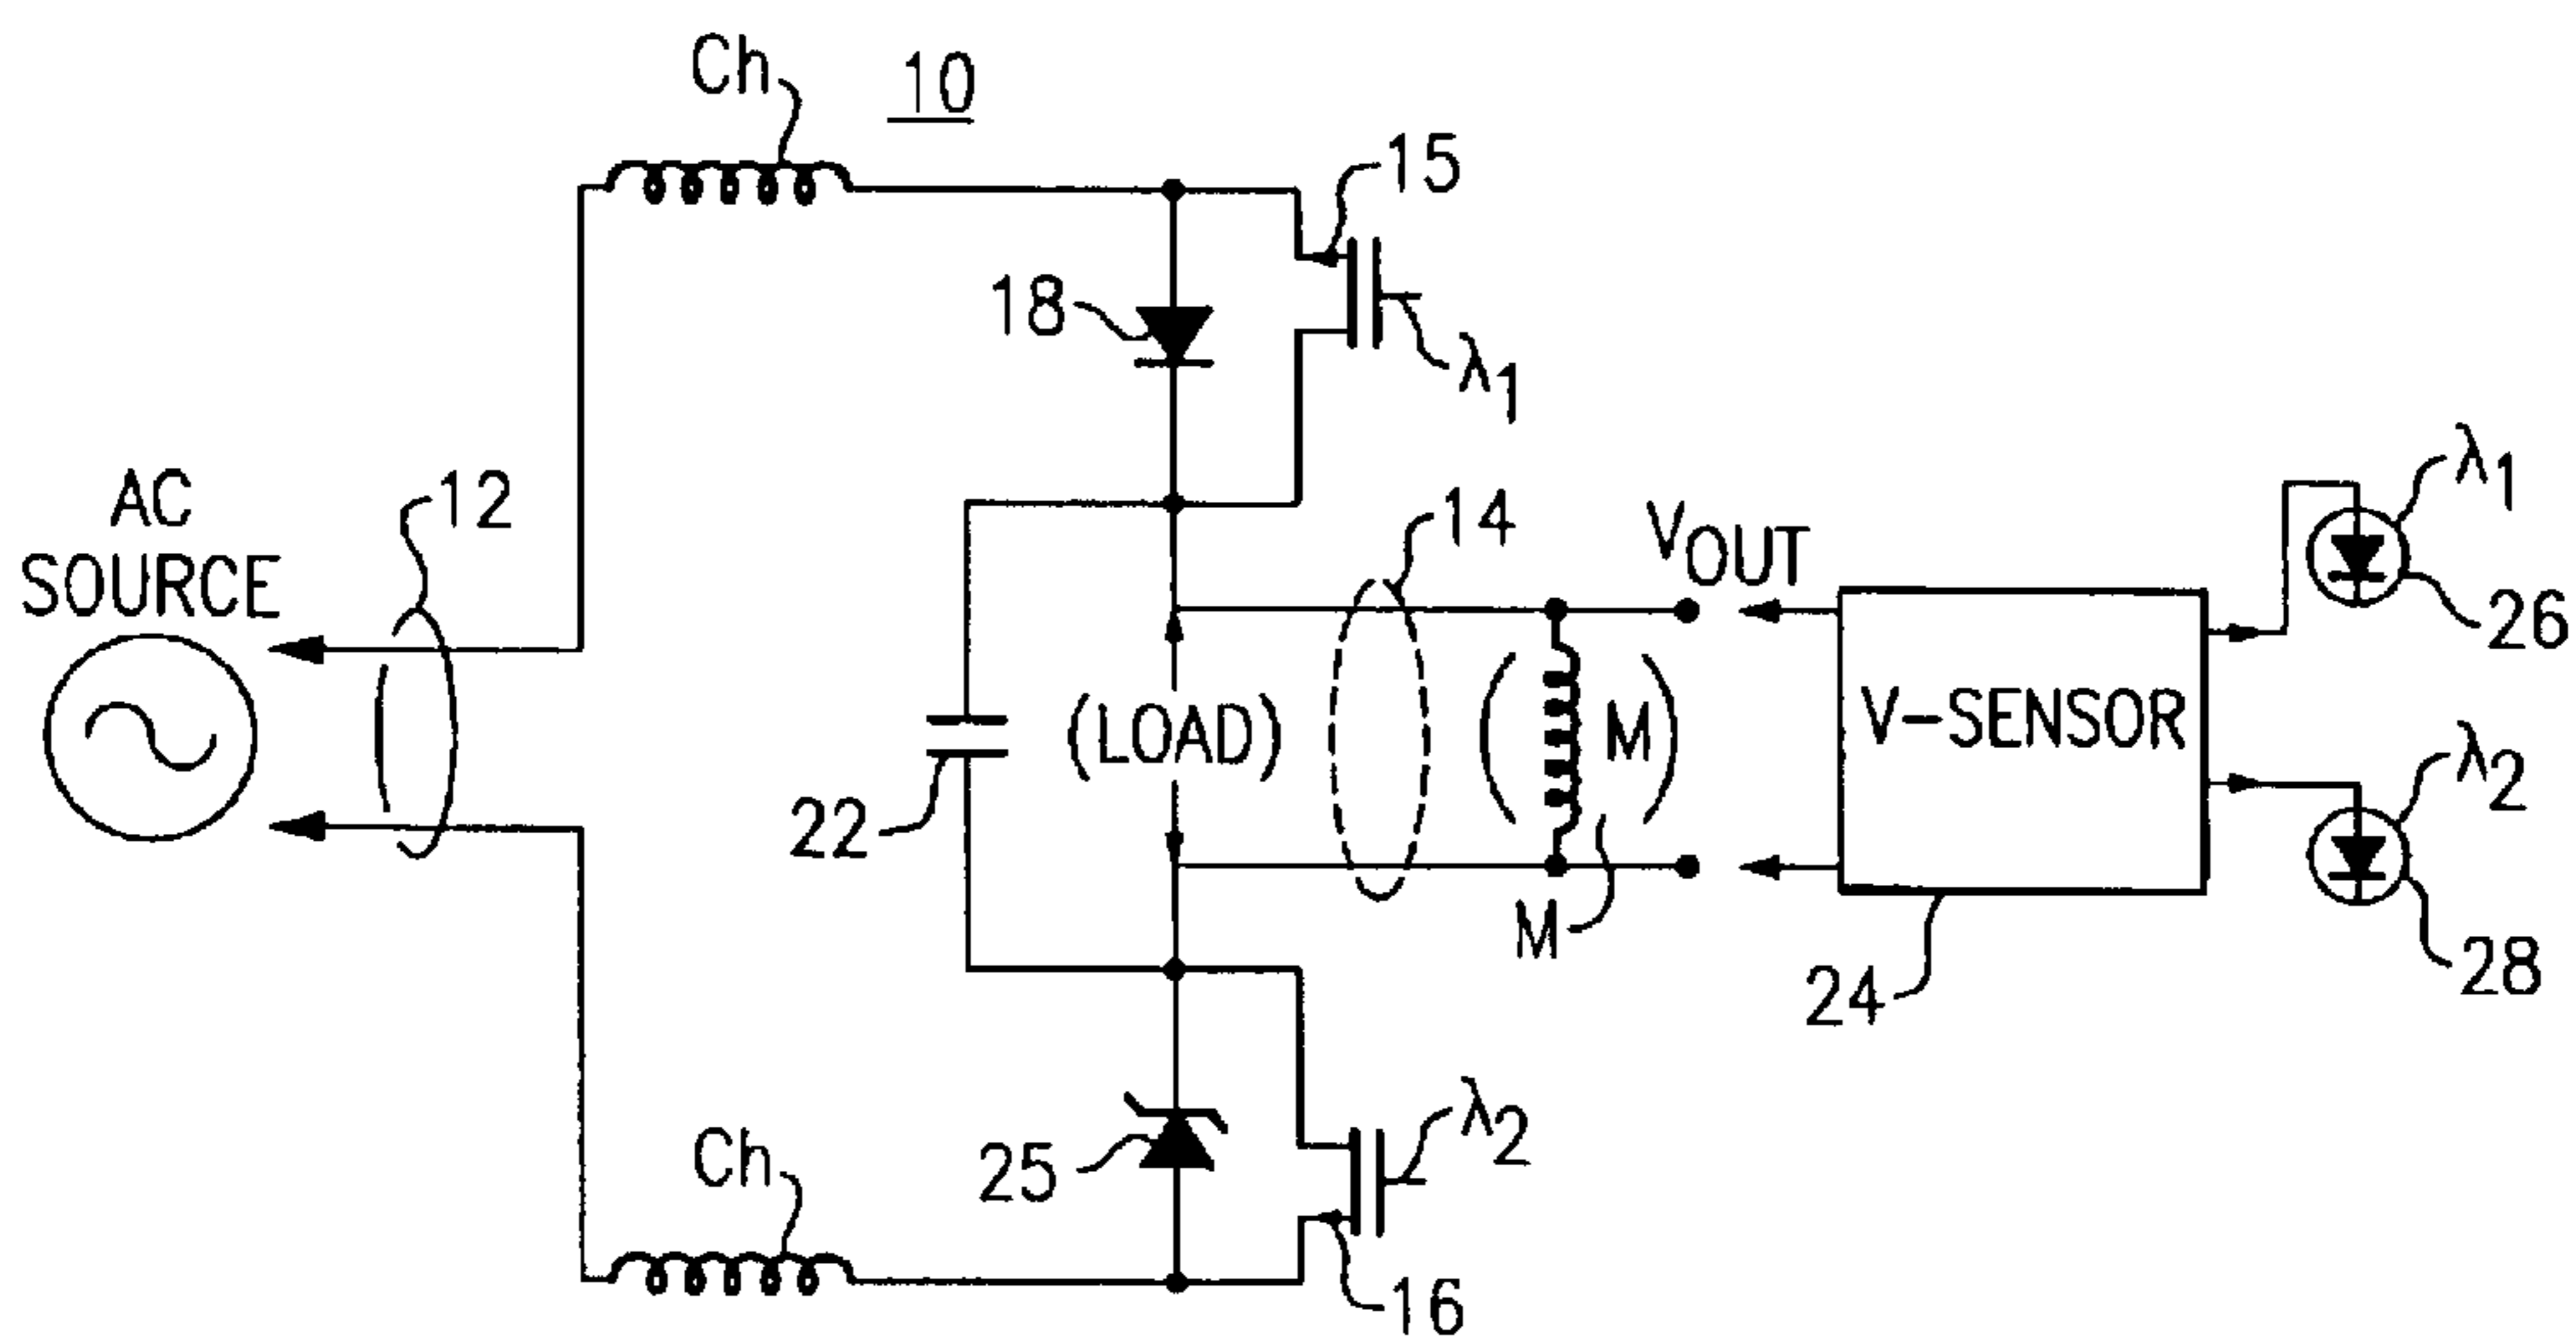 Ch
10
15
18
λ1
AC
SOURCE
12
14
VOUT
λ1
26
(LOAD)
(M)
V-SENSOR
22
λ2
M
28
24
λ2
25
Ch
16